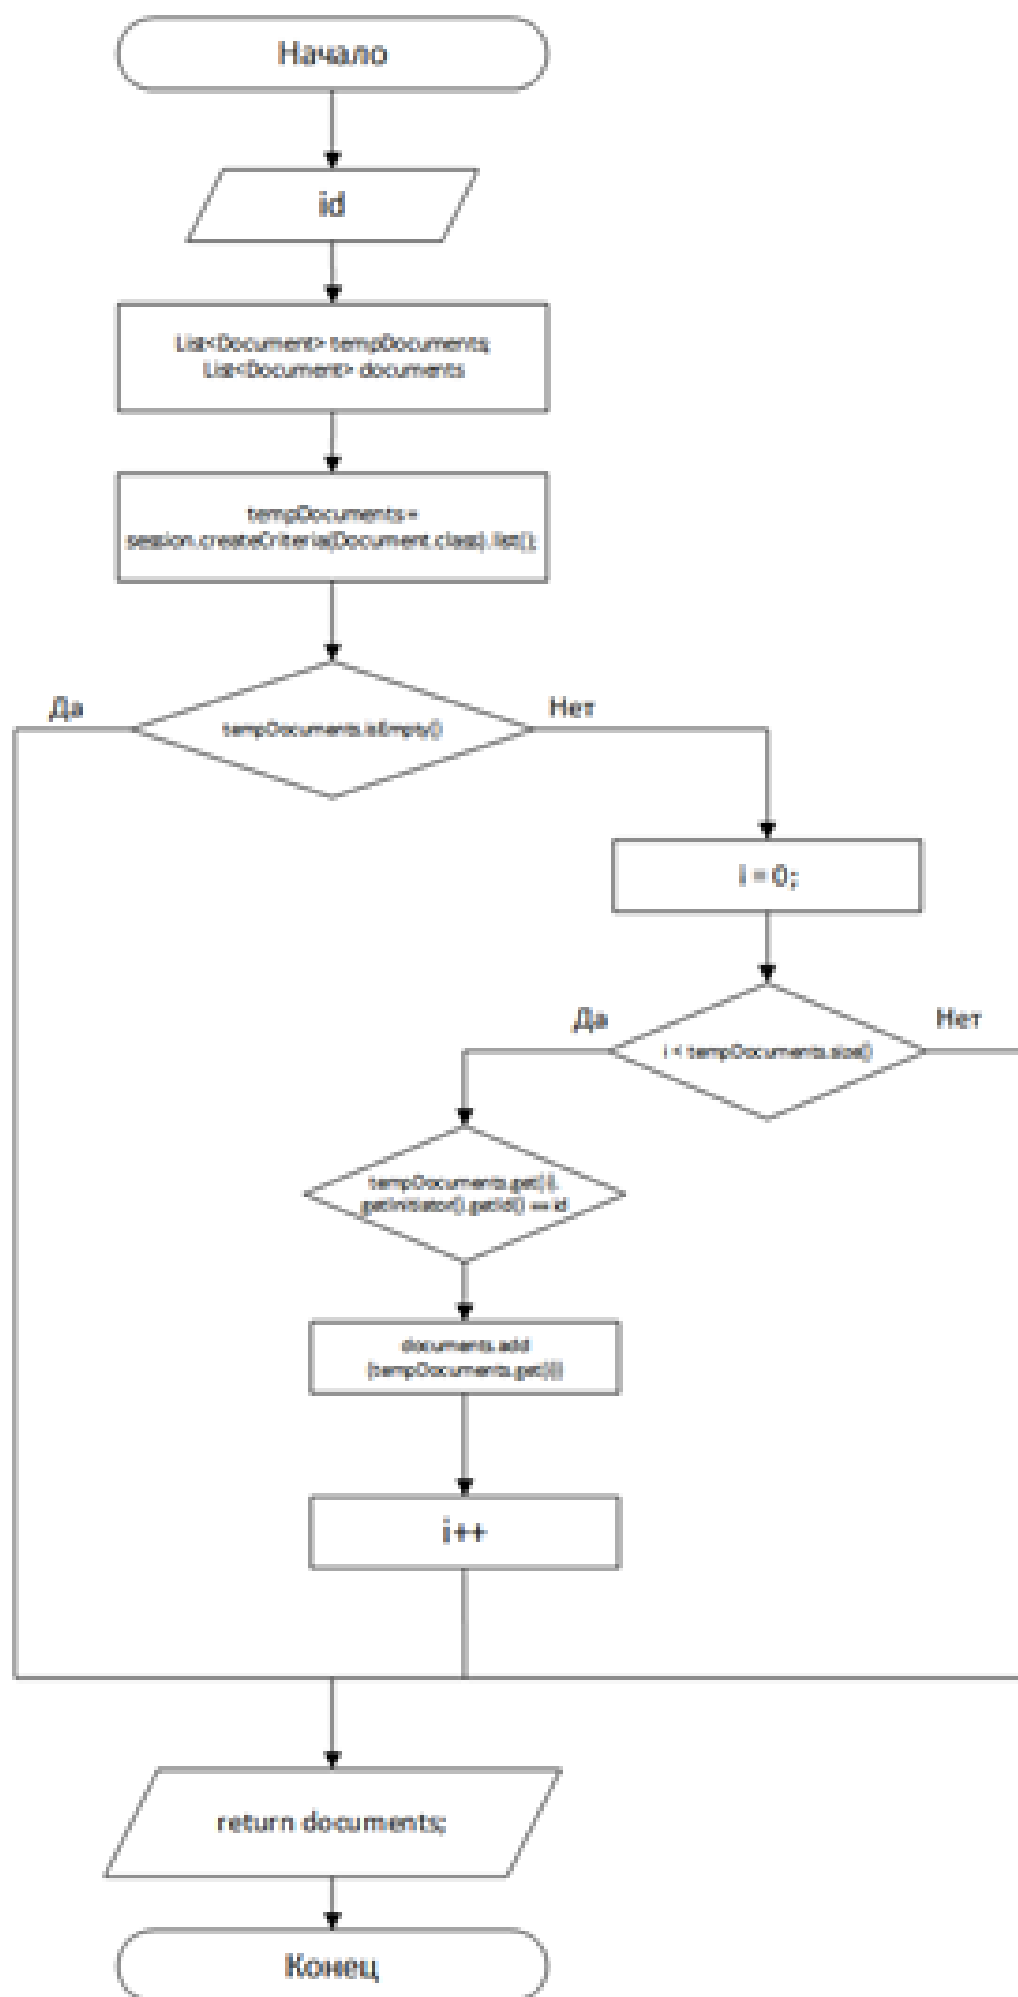 Начало
id
List<Document> tempDocuments;
List<Document> documents
tempDocuments =
session.createCriteria(Document.class).list();
Да
Нет
tempDocuments.isEmpty()
i = 0;
Да
Нет
i < tempDocuments.size()
tempDocuments.get(i).
getInitiator().getId() == id
documents.add
(tempDocuments.get(i))
i++
return documents;
Конец